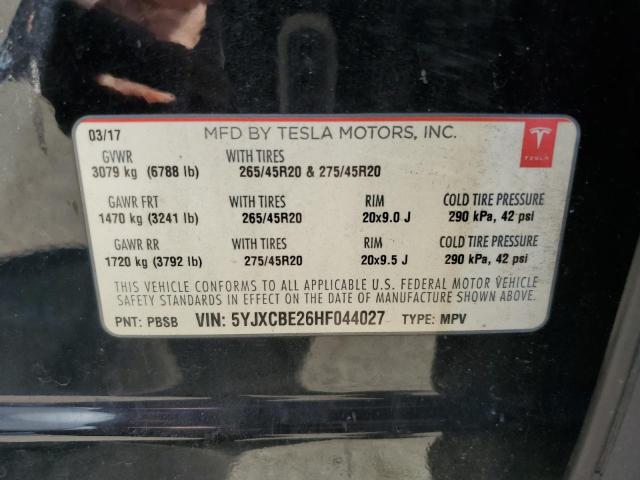 03/17 MFD BY TESLA MOTORS, INC.
TESLA
GVWR WITH TIRES
3079 kg (6788 lb) 265/45R20 & 275/45R20
GAWR FRT WITH TIRES RIM COLD TIRE PRESSURE
1470 kg (3241 lb) 265/45R20 20x9.0 J 290 kPa, 42 psi
GAWR RR WITH TIRES RIM COLD TIRE PRESSURE
1720 kg (3792 lb) 275/45R20 20x9.5 J 290 kPa, 42 psi
THIS VEHICLE CONFORMS TO ALL APPLICABLE U.S. FEDERAL MOTOR VEHICLE
SAFETY STANDARDS IN EFFECT ON THE DATE OF MANUFACTURE SHOWN ABOVE.
PNT: PBSB VIN: 5YJXCBE26HF044027 TYPE: MPV